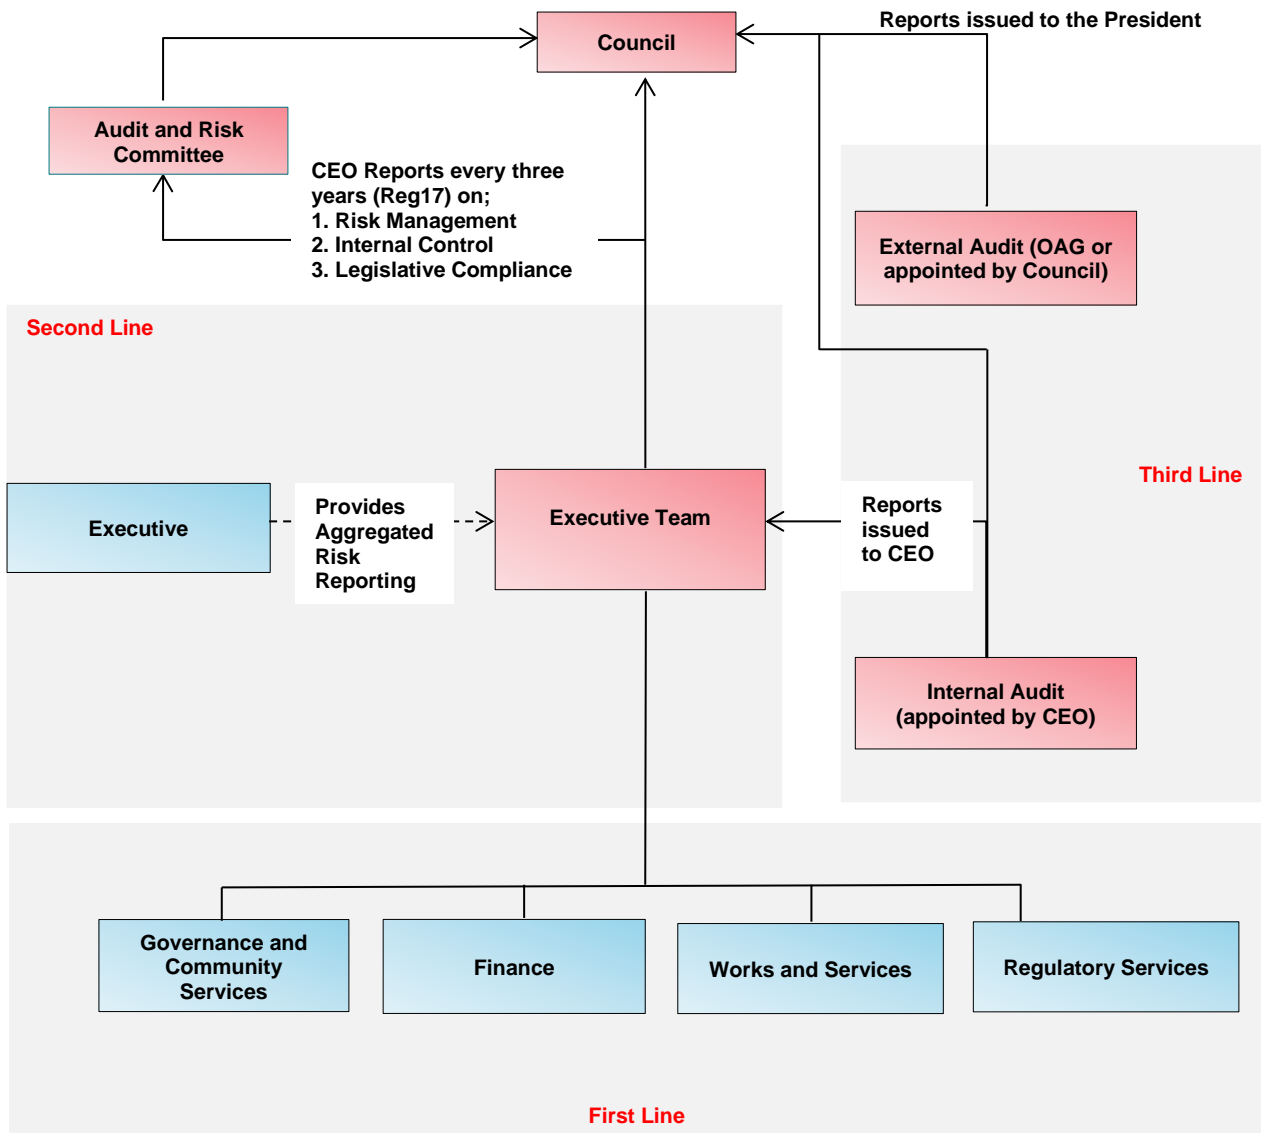 Reports issued to the President
Council
Audit and Risk
Committee
CEO Reports every three
years (Reg17) on;
1. Risk Management
2. Internal Control
3. Legislative Compliance
External Audit (OAG or
appointed by Council)
Second Line
Third Line
Executive
Provides
Aggregated
Risk
Reporting
Executive Team
Reports
issued
to CEO
Internal Audit
(appointed by CEO)
Governance and
Community
Services
Finance
Works and Services
Regulatory Services
First Line